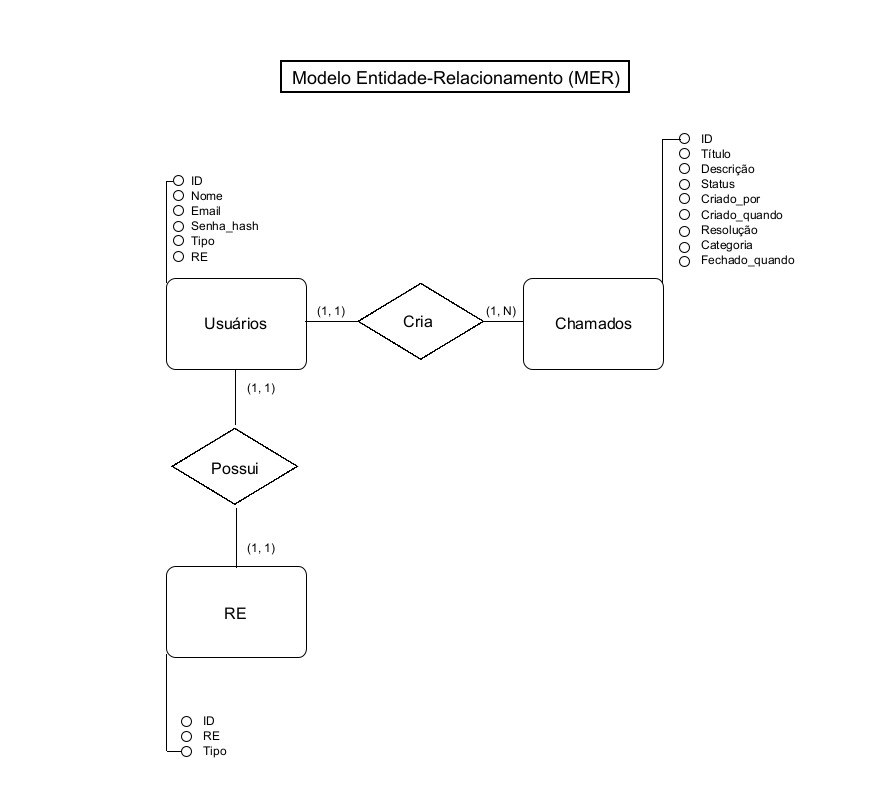 Modelo Entidade-Relacionamento (MER)
ID
Nome
Email
Senha_hash
Tipo
RE
ID
Título
Descrição
Status
Criado_por
Criado_quando
Resolução
Categoria
Fechado_quando
Usuários
(1, 1)
Cria
(1, N)
Chamados
(1, 1)
Possui
(1, 1)
RE
ID
RE
Tipo